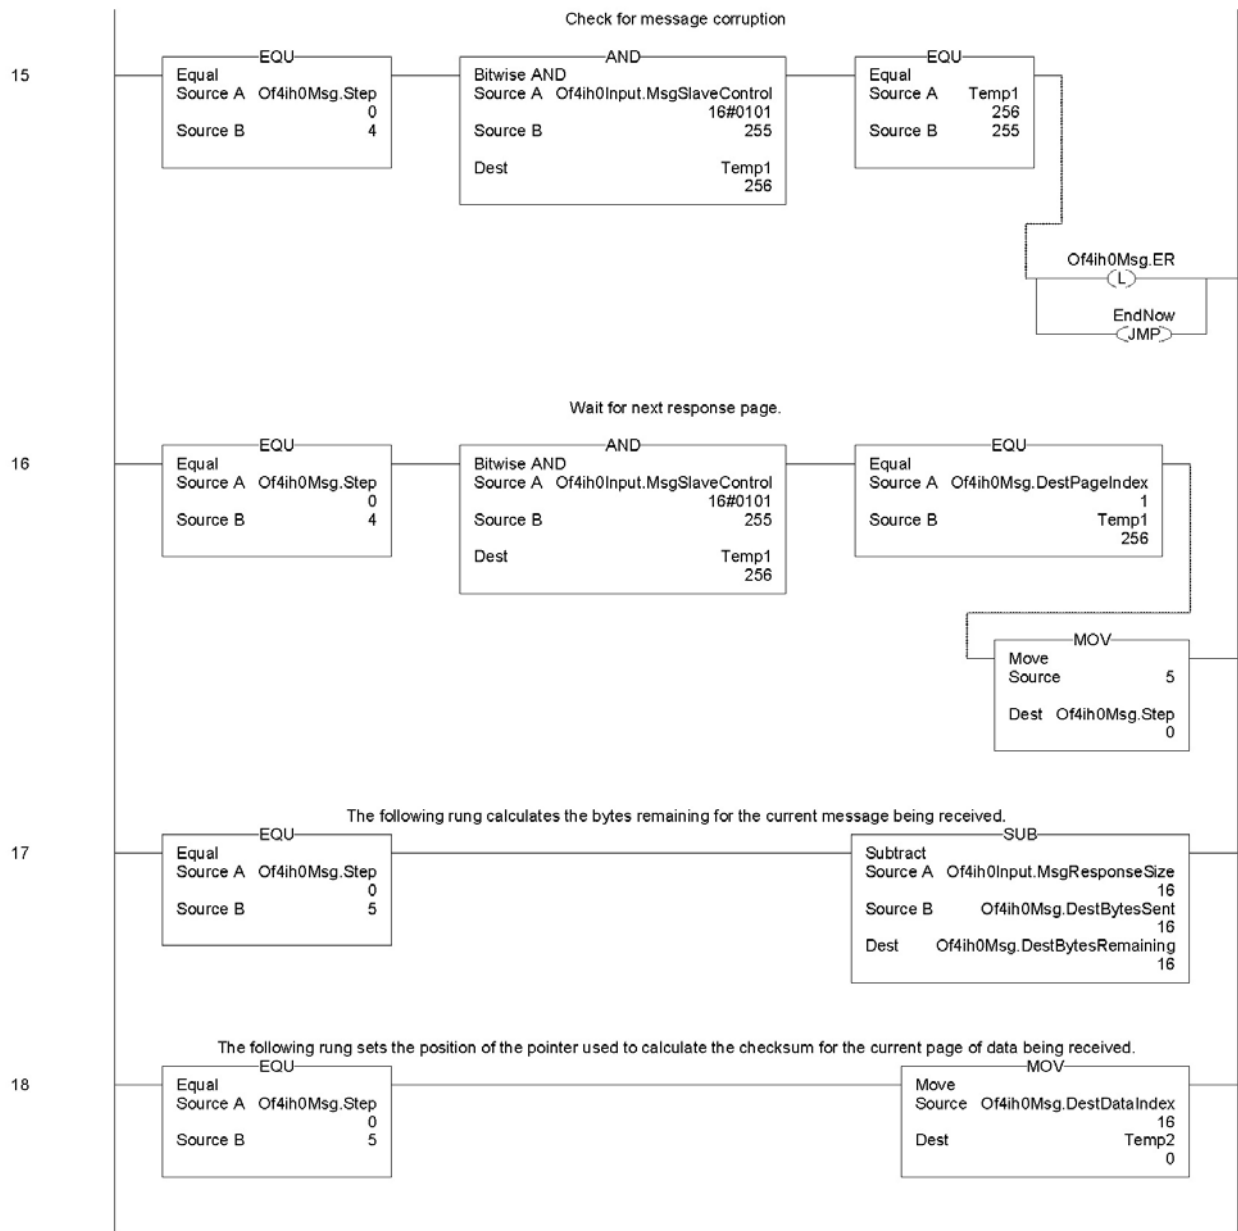 Check for message corruption
15
EQU
Equal
Source A Of4ih0Msg.Step
0
Source B 4
AND
Bitwise AND
Source A Of4ih0Input.MsgSlaveControl
16#0101
Source B 255
Dest Temp1
256
EQU
Equal
Source A Temp1
256
Source B 255
Of4ih0Msg.ER
L
EndNow
JMP
Wait for next response page.
16
EQU
Equal
Source A Of4ih0Msg.Step
0
Source B 4
AND
Bitwise AND
Source A Of4ih0Input.MsgSlaveControl
16#0101
Source B 255
Dest Temp1
256
EQU
Equal
Source A Of4ih0Msg.DestPageIndex
1
Source B Temp1
256
MOV
Move
Source 5
Dest Of4ih0Msg.Step
0
The following rung calculates the bytes remaining for the current message being received.
17
EQU
Equal
Source A Of4ih0Msg.Step
0
Source B 5
SUB
Subtract
Source A Of4ih0Input.MsgResponseSize
16
Source B Of4ih0Msg.DestBytesSent
16
Dest Of4ih0Msg.DestBytesRemaining
16
The following rung sets the position of the pointer used to calculate the checksum for the current page of data being received.
18
EQU
Equal
Source A Of4ih0Msg.Step
0
Source B 5
MOV
Move
Source Of4ih0Msg.DestDataIndex
16
Dest Temp2
0